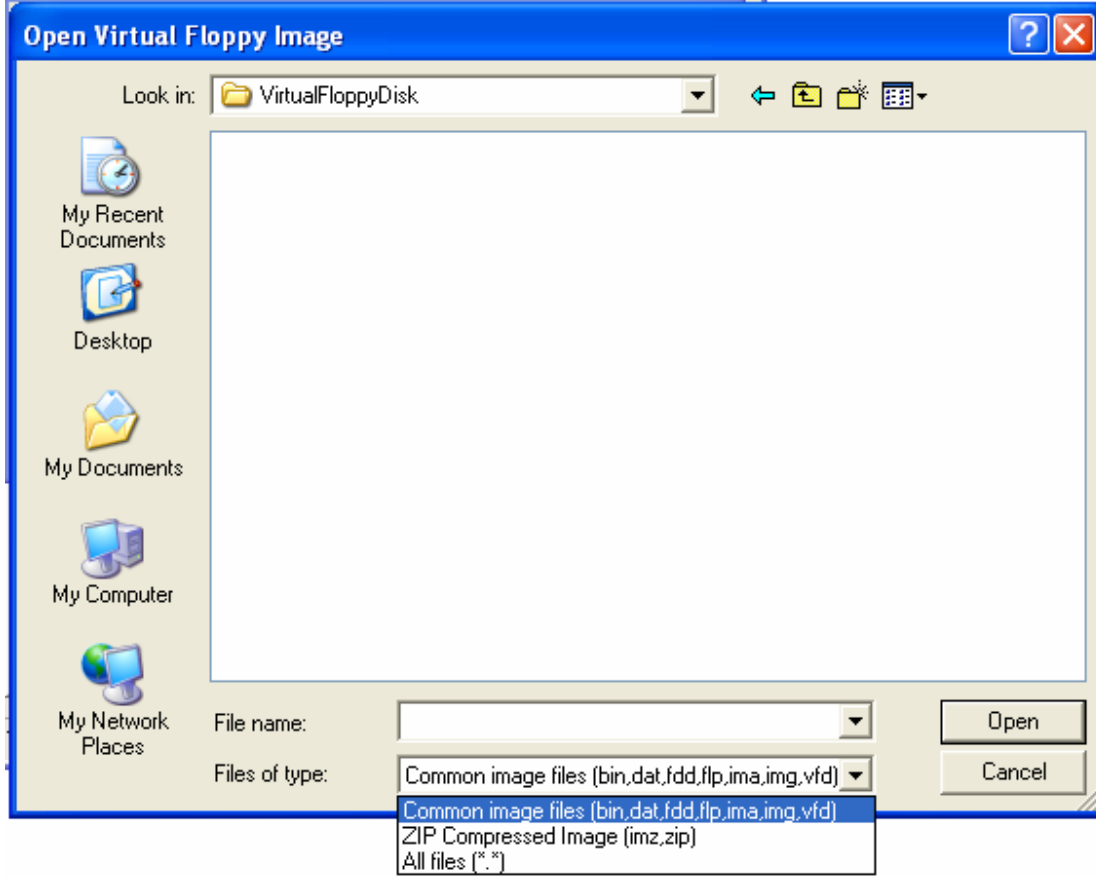 Open Virtual Floppy Image
Look in:
VirtualFloppyDisk
My Recent
Documents
Desktop
My Documents
My Computer
My Network
Places
File name:
Open
Files of type:
Common image files (bin,dat,fdd,flp,ima,img,vfd)
Cancel
Common image files (bin,dat,fdd,flp,ima,img,vfd)
ZIP Compressed Image (imz,zip)
All files (*.*)